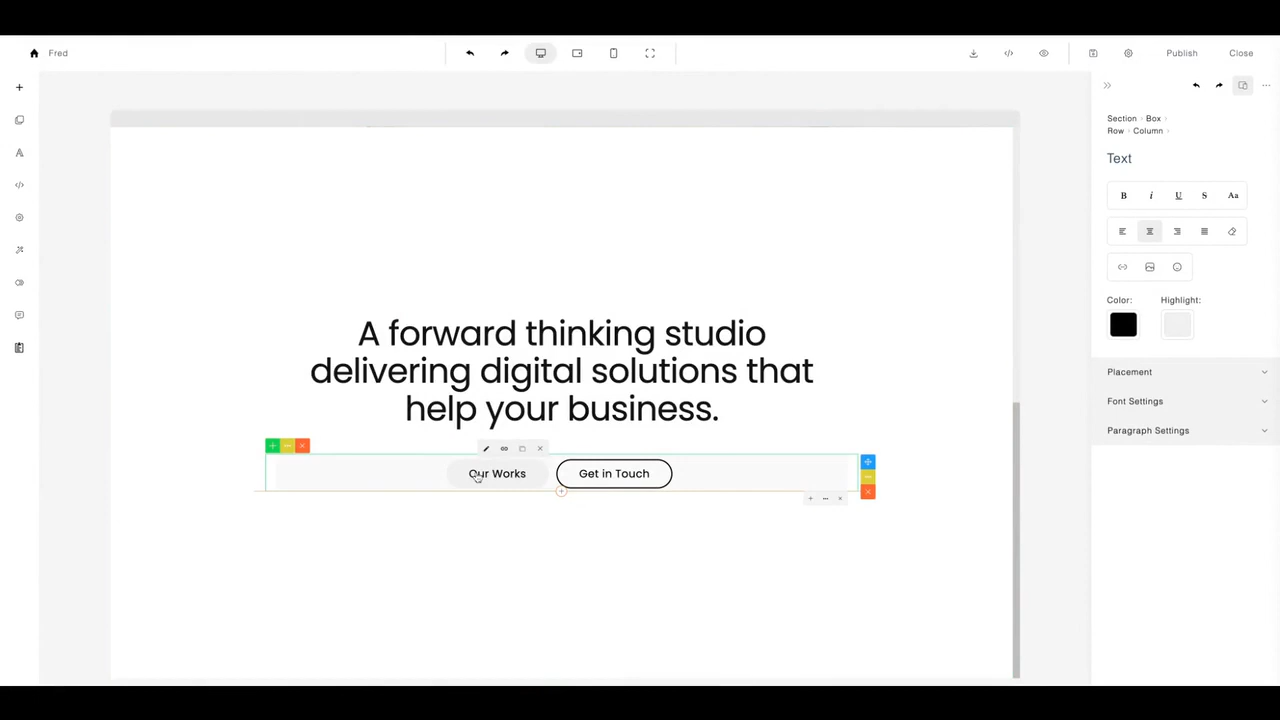 Fred
Publish
Close
Section
Box
Row
Column
Text
B
i
U
S
Aa
Color:
Highlight:
Placement
Font Settings
Paragraph Settings
A forward thinking studio
delivering digital solutions that
help your business.
Our Works
Get in Touch